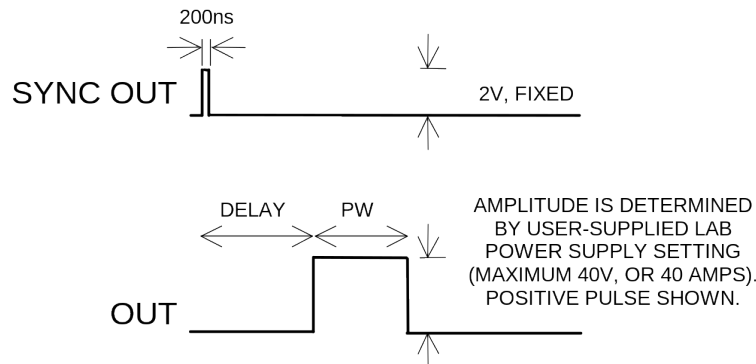 200ns
SYNC OUT
2V, FIXED
DELAY
PW
AMPLITUDE IS DETERMINED
BY USER-SUPPLIED LAB
POWER SUPPLY SETTING
(MAXIMUM 40V, OR 40 AMPS).
POSITIVE PULSE SHOWN.
OUT